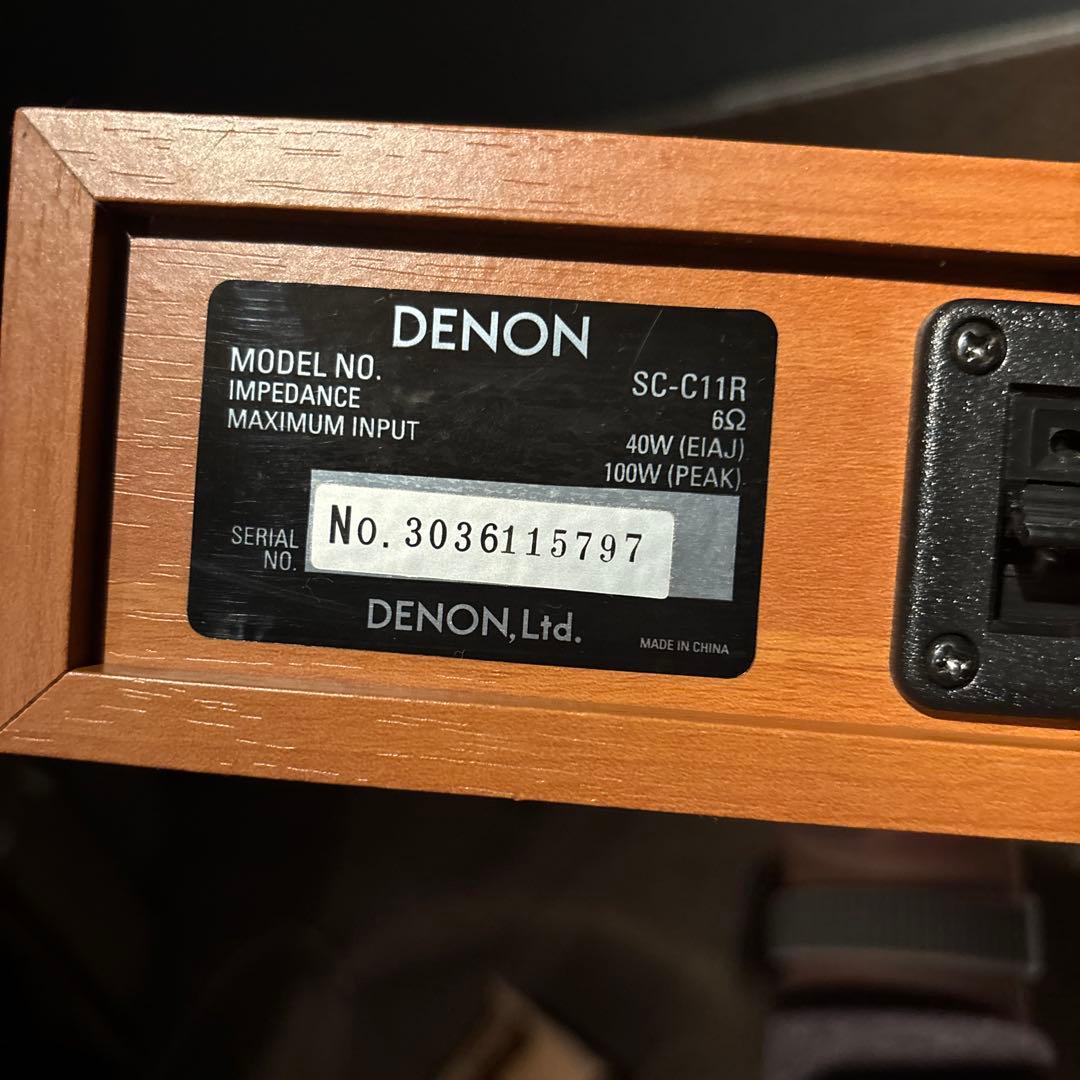 DENON
MODEL NO. SC-C11R
IMPEDANCE 6Ω
MAXIMUM INPUT 40W (EIAJ)
100W (PEAK)
SERIAL NO. No. 3036115797
DENON, Ltd.
MADE IN CHINA